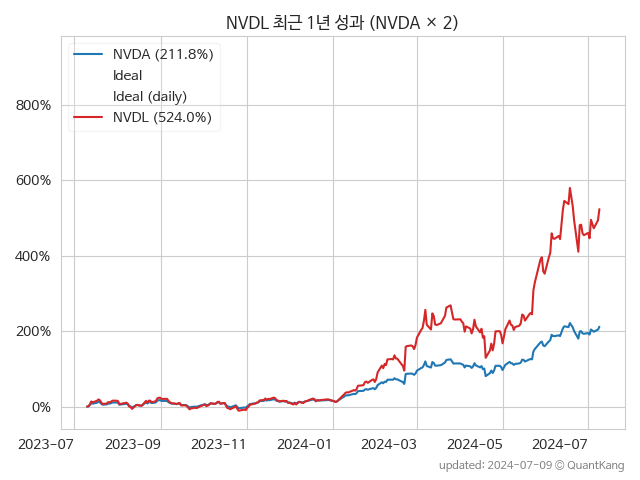 NVDL 최근 1년 성과 (NVDA × 2)
NVDA (211.8%)
Ideal
Ideal (daily)
NVDL (524.0%)
800%
600%
400%
200%
0%
2023-07 2023-09 2023-11 2024-01 2024-03 2024-05 2024-07
updated: 2024-07-09 © QuantKang